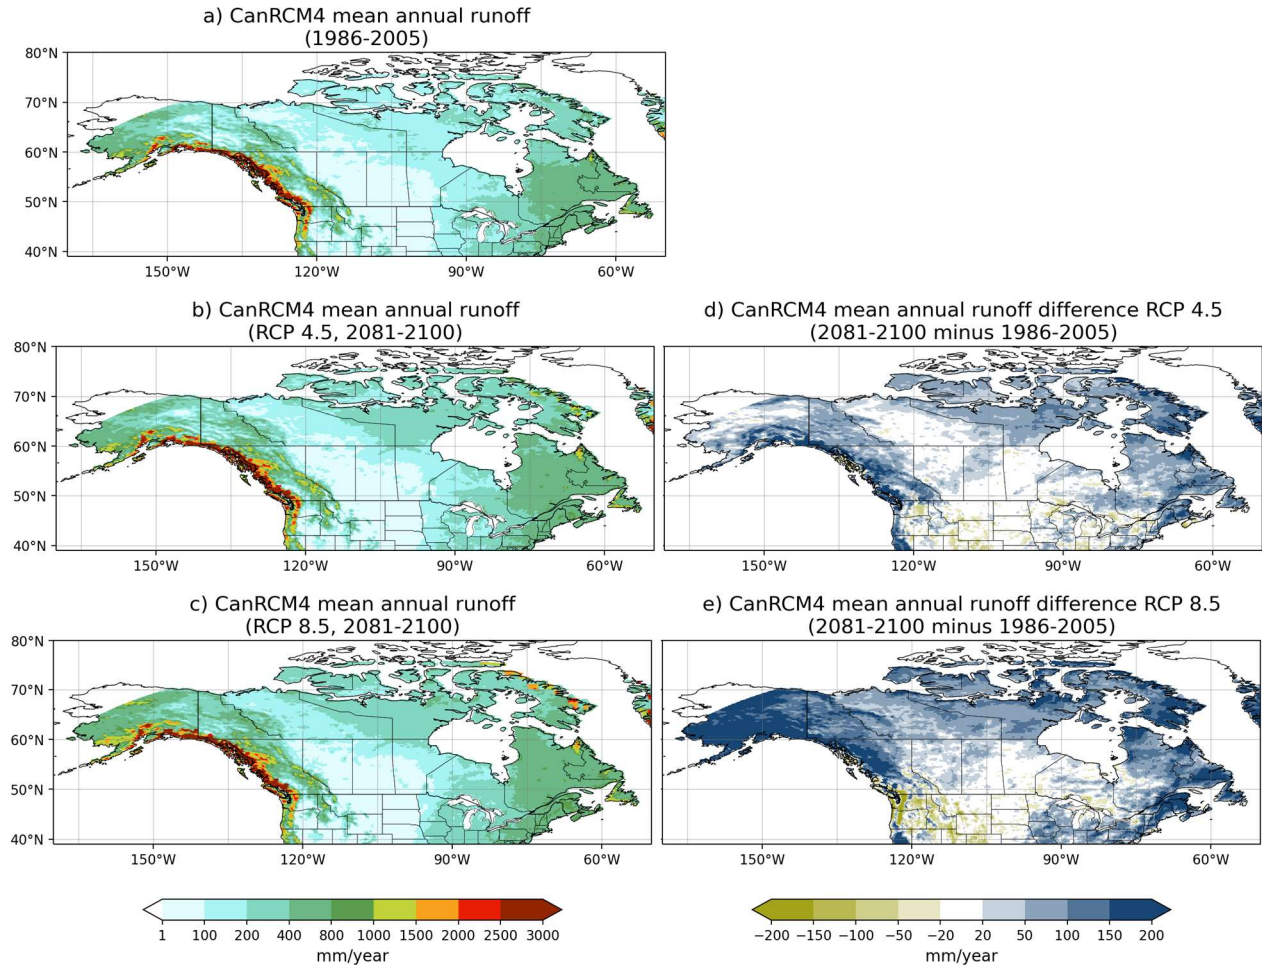 a) CanRCM4 mean annual runoff
(1986-2005)
80°N
70°N
60°N
50°N
40°N
150°W 120°W 90°W 60°W
b) CanRCM4 mean annual runoff
(RCP 4.5, 2081-2100)
80°N
70°N
60°N
50°N
40°N
150°W 120°W 90°W 60°W
d) CanRCM4 mean annual runoff difference RCP 4.5
(2081-2100 minus 1986-2005)
150°W 120°W 90°W 60°W
c) CanRCM4 mean annual runoff
(RCP 8.5, 2081-2100)
80°N
70°N
60°N
50°N
40°N
150°W 120°W 90°W 60°W
e) CanRCM4 mean annual runoff difference RCP 8.5
(2081-2100 minus 1986-2005)
150°W 120°W 90°W 60°W
1 100 200 400 800 1000 1500 2000 2500 3000
mm/year
−200 −150 −100 −50 −20 20 50 100 150 200
mm/year